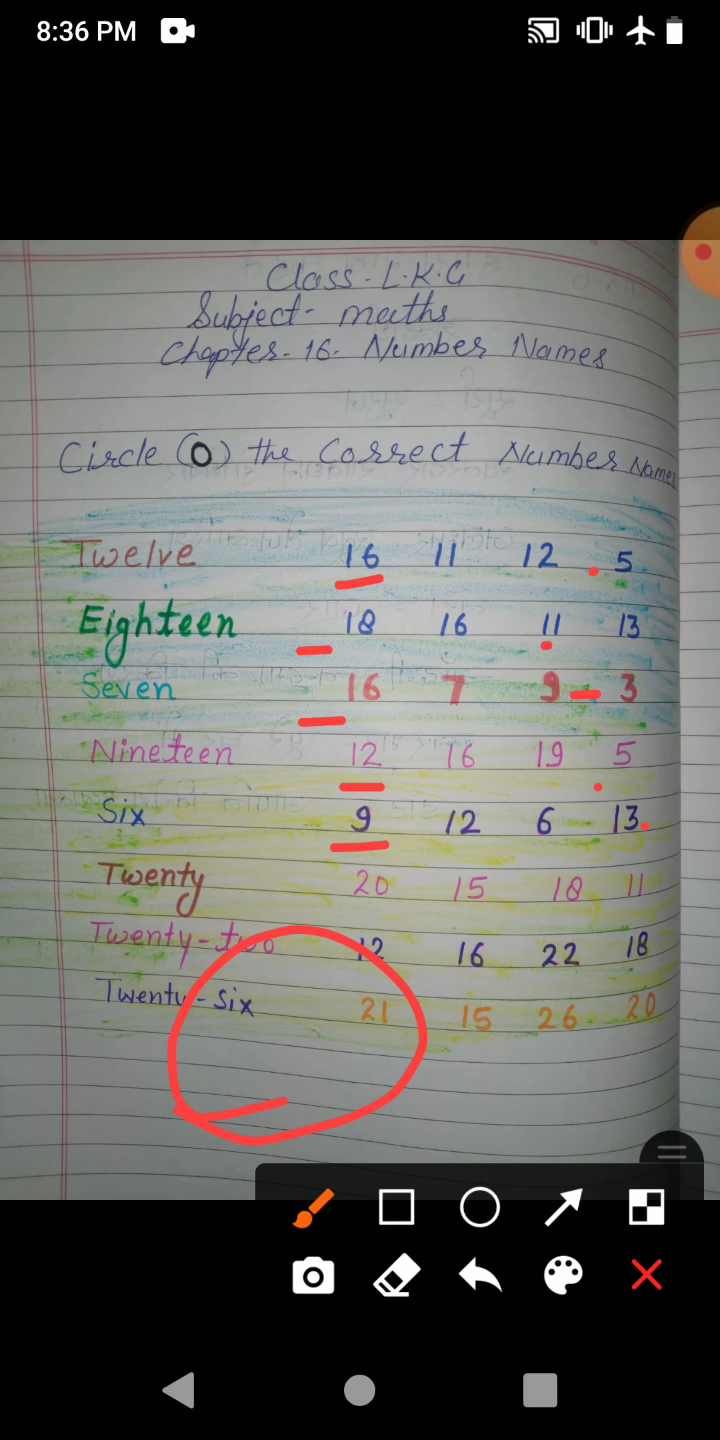 8:36 PM
Class. L.K.G
Subject- maths
Chapter-16- Number Names
Circle (O) the Correct Number Names
Twelve 16 11 12 5
Eighteen 18 16 11 13
Seven 16 7 9 3
Nineteen 12 16 19 5
Six 9 12 6 13
Twenty 20 15 18 11
Twenty-two 12 16 22 18
Twenty-Six 21 15 26 20